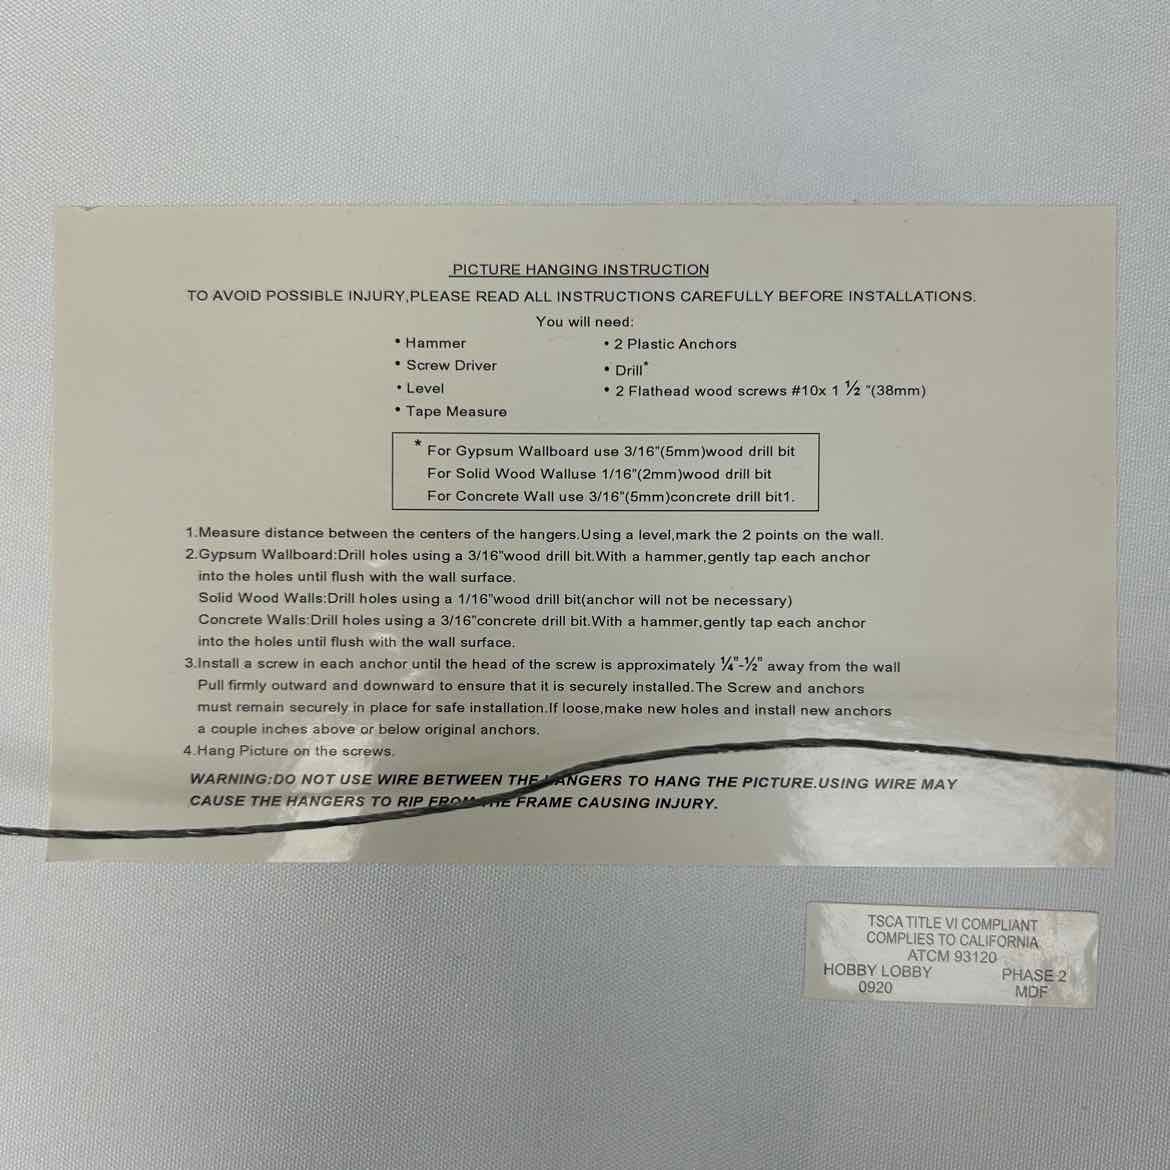 PICTURE HANGING INSTRUCTION
TO AVOID POSSIBLE INJURY,PLEASE READ ALL INSTRUCTIONS CAREFULLY BEFORE INSTALLATIONS.
You will need:
• Hammer
• Screw Driver
• Level
• Tape Measure
• 2 Plastic Anchors
• Drill*
• 2 Flathead wood screws #10x 1 ½ "(38mm)
* For Gypsum Wallboard use 3/16"(5mm)wood drill bit
For Solid Wood Walluse 1/16"(2mm)wood drill bit
For Concrete Wall use 3/16"(5mm)concrete drill bit1.
1.Measure distance between the centers of the hangers.Using a level,mark the 2 points on the wall.
2.Gypsum Wallboard:Drill holes using a 3/16"wood drill bit.With a hammer,gently tap each anchor
into the holes until flush with the wall surface.
Solid Wood Walls:Drill holes using a 1/16"wood drill bit(anchor will not be necessary)
Concrete Walls:Drill holes using a 3/16"concrete drill bit.With a hammer,gently tap each anchor
into the holes until flush with the wall surface.
3.Install a screw in each anchor until the head of the screw is approximately ¼"-½" away from the wall
Pull firmly outward and downward to ensure that it is securely installed.The Screw and anchors
must remain securely in place for safe installation.If loose,make new holes and install new anchors
a couple inches above or below original anchors.
4.Hang Picture on the screws.
WARNING:DO NOT USE WIRE BETWEEN THE HANGERS TO HANG THE PICTURE.USING WIRE MAY
CAUSE THE HANGERS TO RIP FROM THE FRAME CAUSING INJURY.
TSCA TITLE VI COMPLIANT
COMPLIES TO CALIFORNIA
ATCM 93120
HOBBY LOBBY PHASE 2
0920 MDF